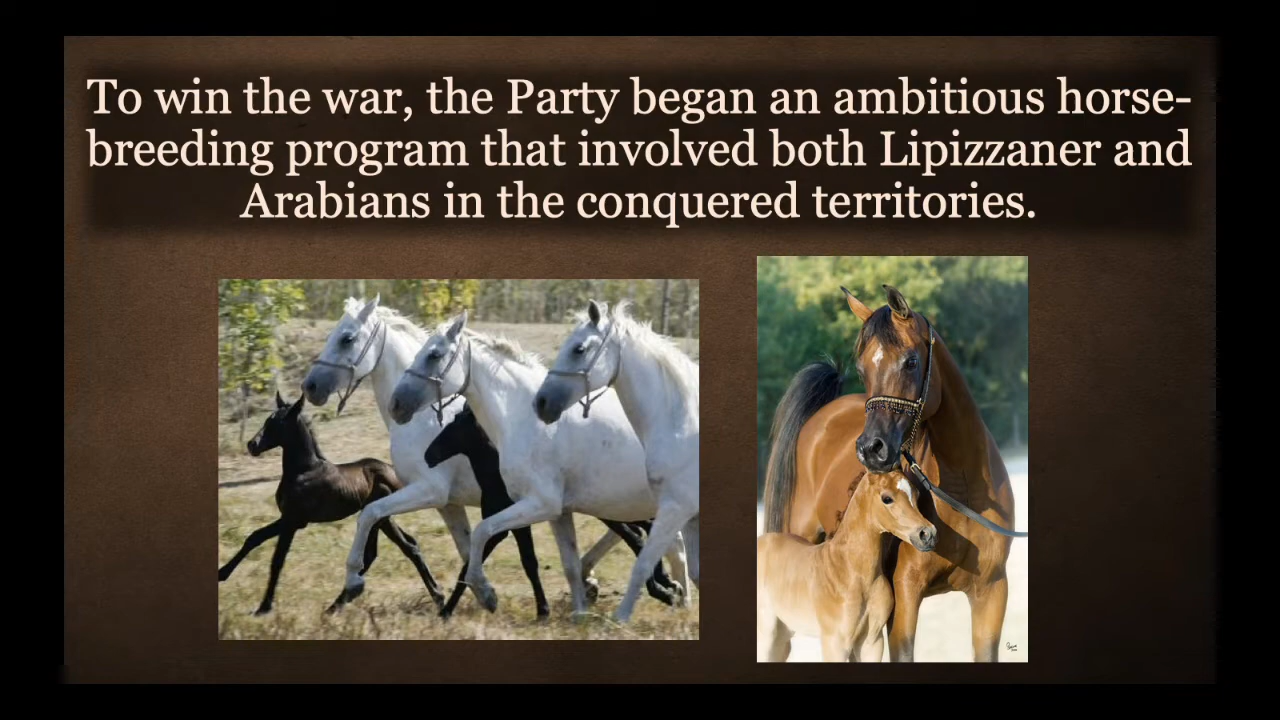 To win the war, the Party began an ambitious horse-
breeding program that involved both Lipizzaner and
Arabians in the conquered territories.